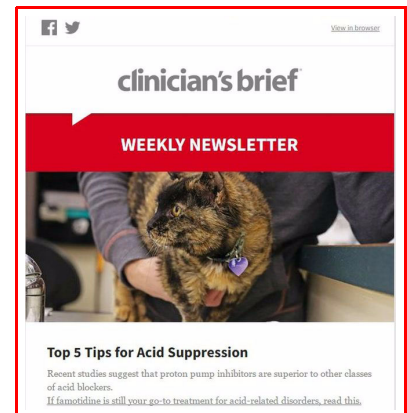 View in browser
clinician's brief
WEEKLY NEWSLETTER
Top 5 Tips for Acid Suppression
Recent studies suggest that proton pump inhibitors are superior to other classes
of acid blockers.
If famotidine is still your go-to treatment for acid-related disorders, read this.